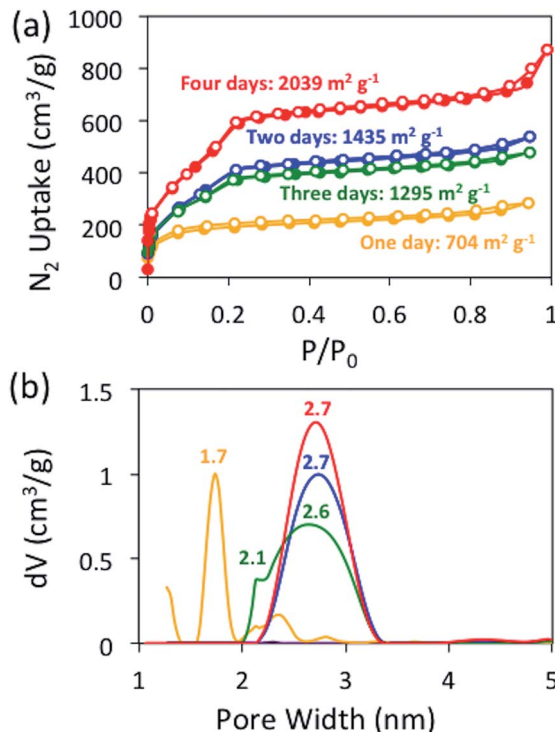 (a)
1000
800
600
400
200
0
N₂ Uptake (cm³/g)
Four days: 2039 m² g⁻¹
Two days: 1435 m² g⁻¹
Three days: 1295 m² g⁻¹
One day: 704 m² g⁻¹
0 0.2 0.4 0.6 0.8 1
P/P₀
(b)
1.5
1
0.5
0
dV (cm³/g)
2.7
1.7
2.7
2.6
2.1
1 2 3 4 5
Pore Width (nm)